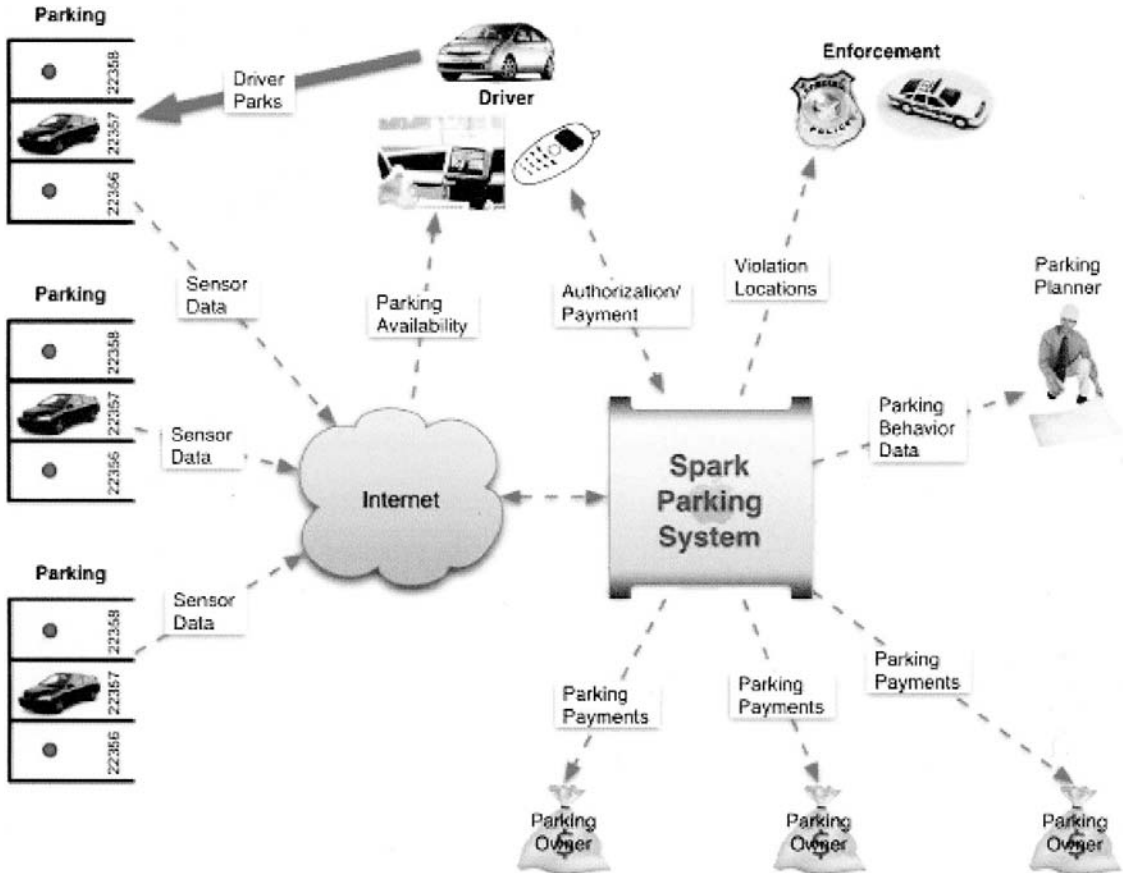 Parking
22358
22357
22356
Driver
Parks
Driver
Enforcement
POLICE
Sensor
Data
Parking
Availability
Authorization/
Payment
Violation
Locations
Parking
Planner
Parking
22358
22357
22356
Sensor
Data
Internet
Spark
Parking
System
Parking
Behavior
Data
Parking
22358
22357
22356
Sensor
Data
Parking
Payments
Parking
Payments
Parking
Payments
Parking
Owner
$
Parking
Owner
$
Parking
Owner
$